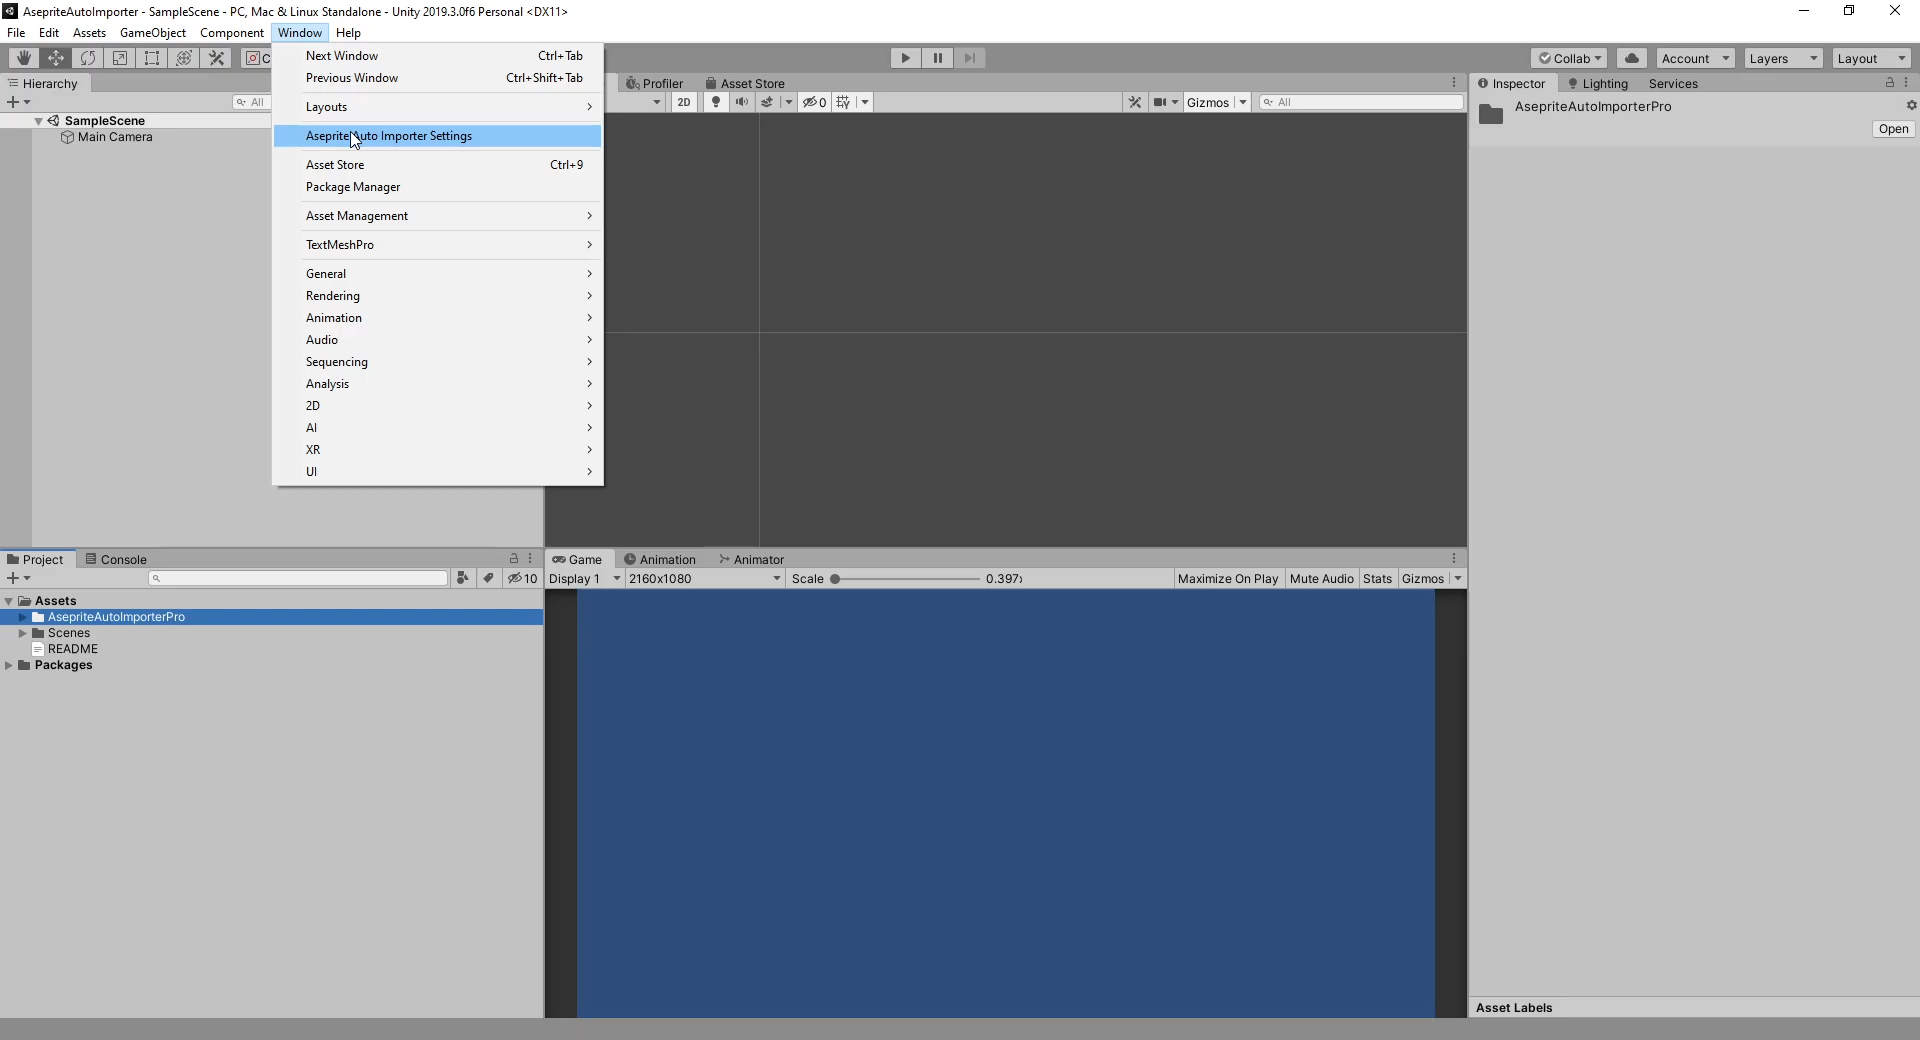 AsepriteAutoImporter - SampleScene - PC, Mac & Linux Standalone - Unity 2019.3.0f6 Personal <DX11>
File Edit Assets GameObject Component Window Help
Next Window Ctrl+Tab
Previous Window Ctrl+Shift+Tab
Layouts
Aseprite Auto Importer Settings
Asset Store Ctrl+9
Package Manager
Asset Management
TextMeshPro
General
Rendering
Animation
Audio
Sequencing
Analysis
2D
AI
XR
UI
C
Collab
Account
Layers
Layout
Hierarchy
All
SampleScene
Main Camera
Profiler
Asset Store
2D
0
Gizmos
All
Inspector
Lighting
Services
AsepriteAutoImporterPro
Open
Project
Console
10
Assets
AsepriteAutoImporterPro
Scenes
README
Packages
Game
Animation
Animator
Display 1
2160x1080
Scale
0.397
Maximize On Play
Mute Audio
Stats
Gizmos
Asset Labels